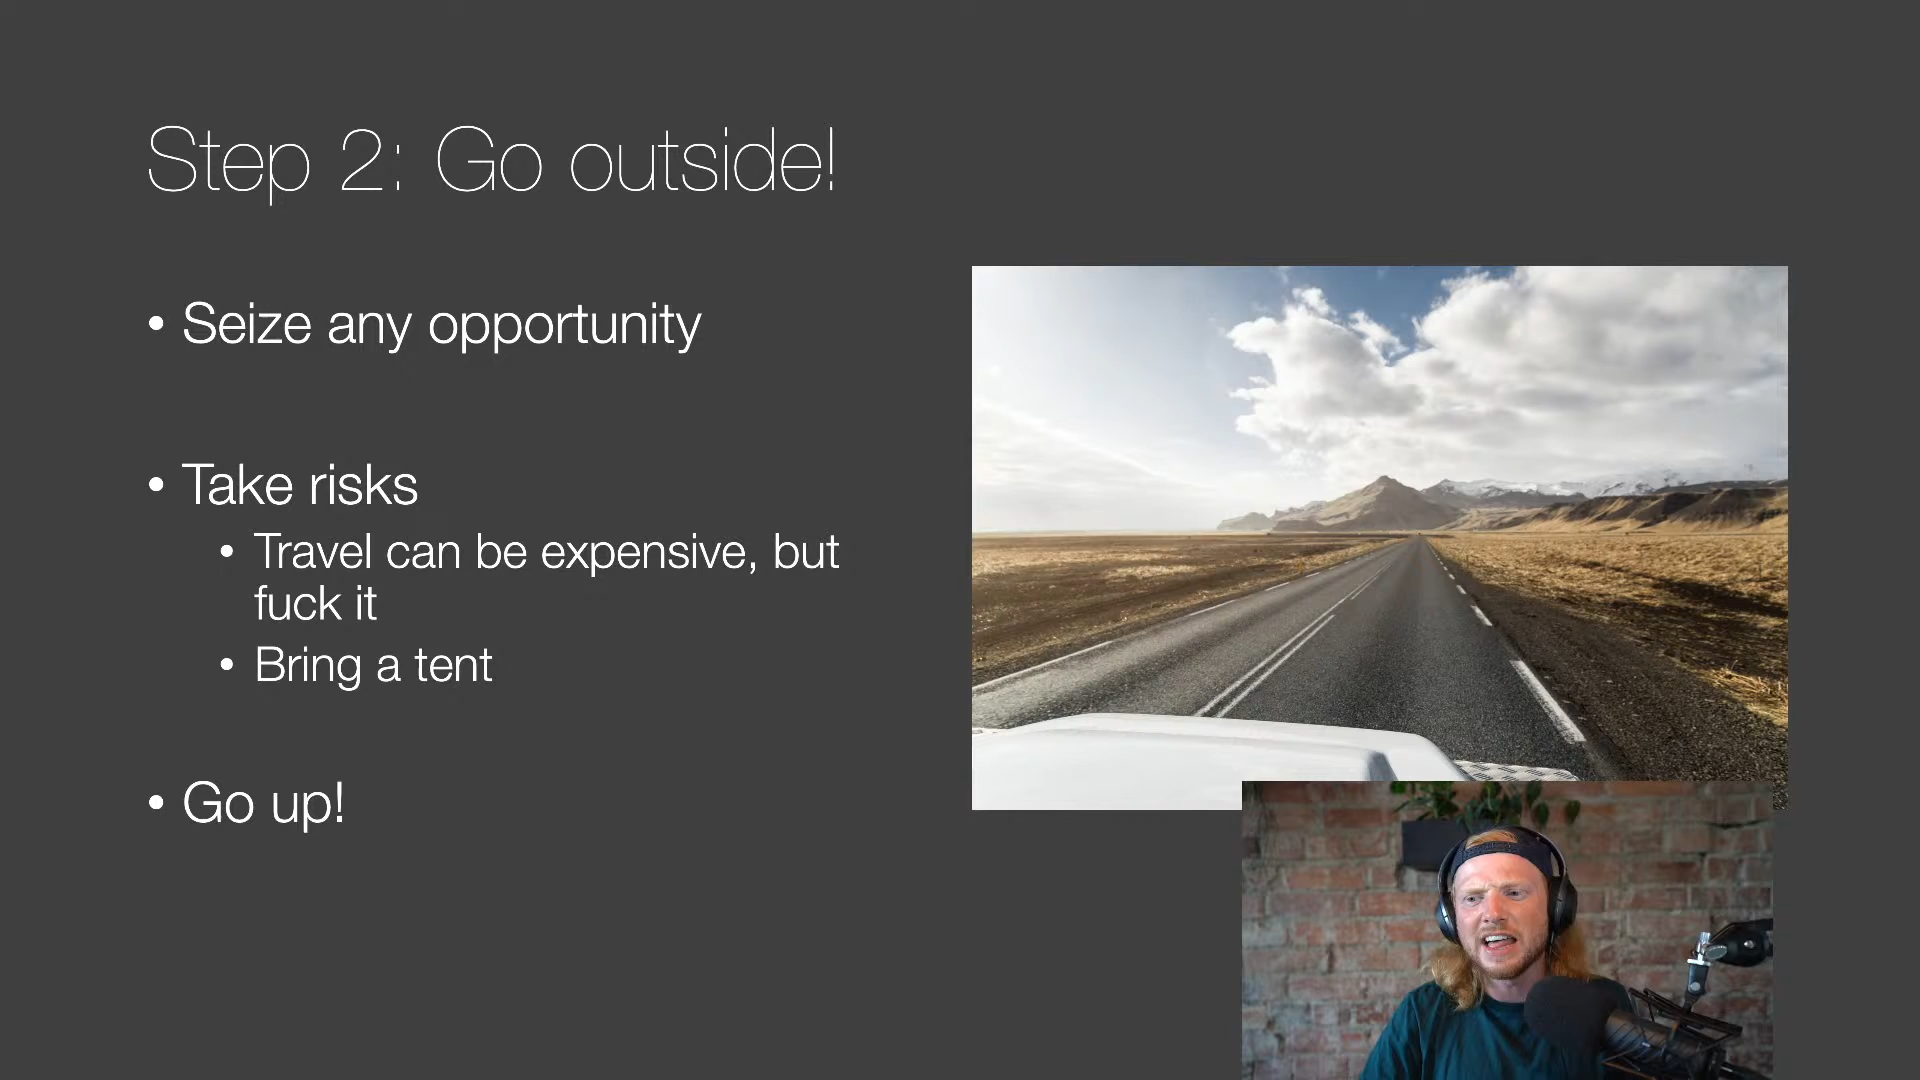 Step 2: Go outside!
• Seize any opportunity
• Take risks
• Travel can be expensive, but
fuck it
• Bring a tent
• Go up!